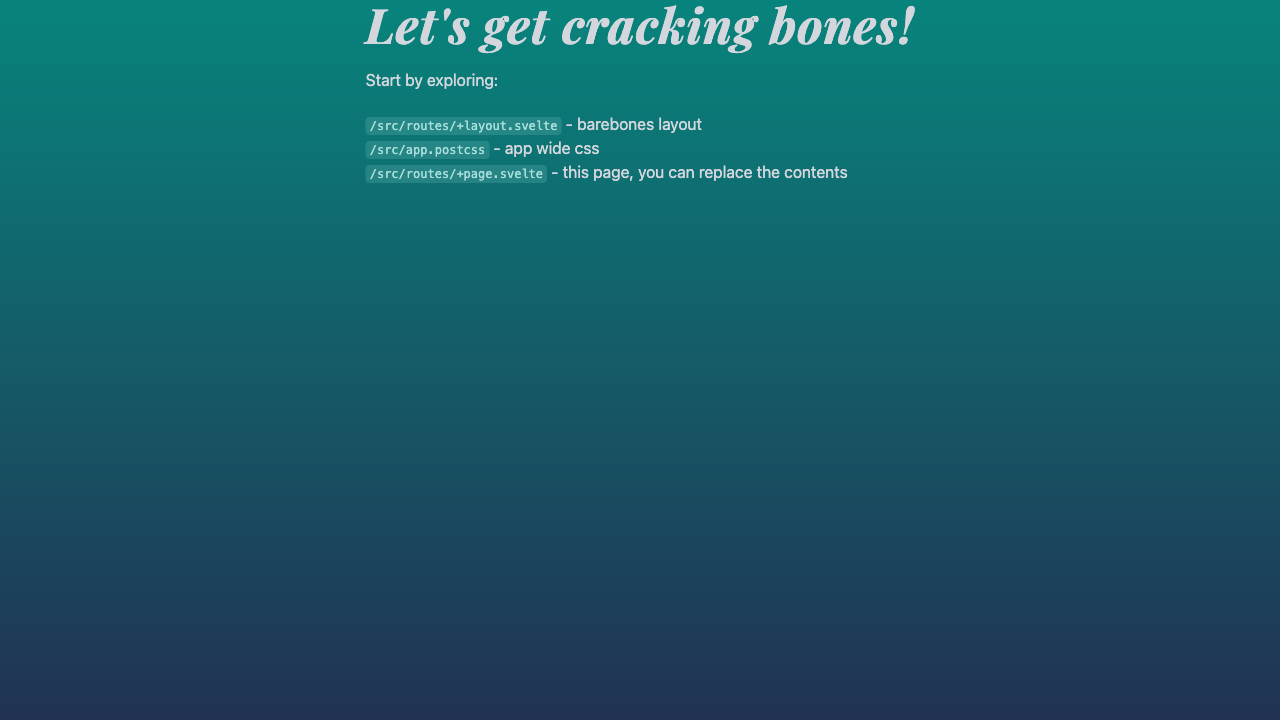 Let's get cracking bones!
Start by exploring:
/src/routes/+layout.svelte - barebones layout
/src/app.postcss - app wide css
/src/routes/+page.svelte - this page, you can replace the contents